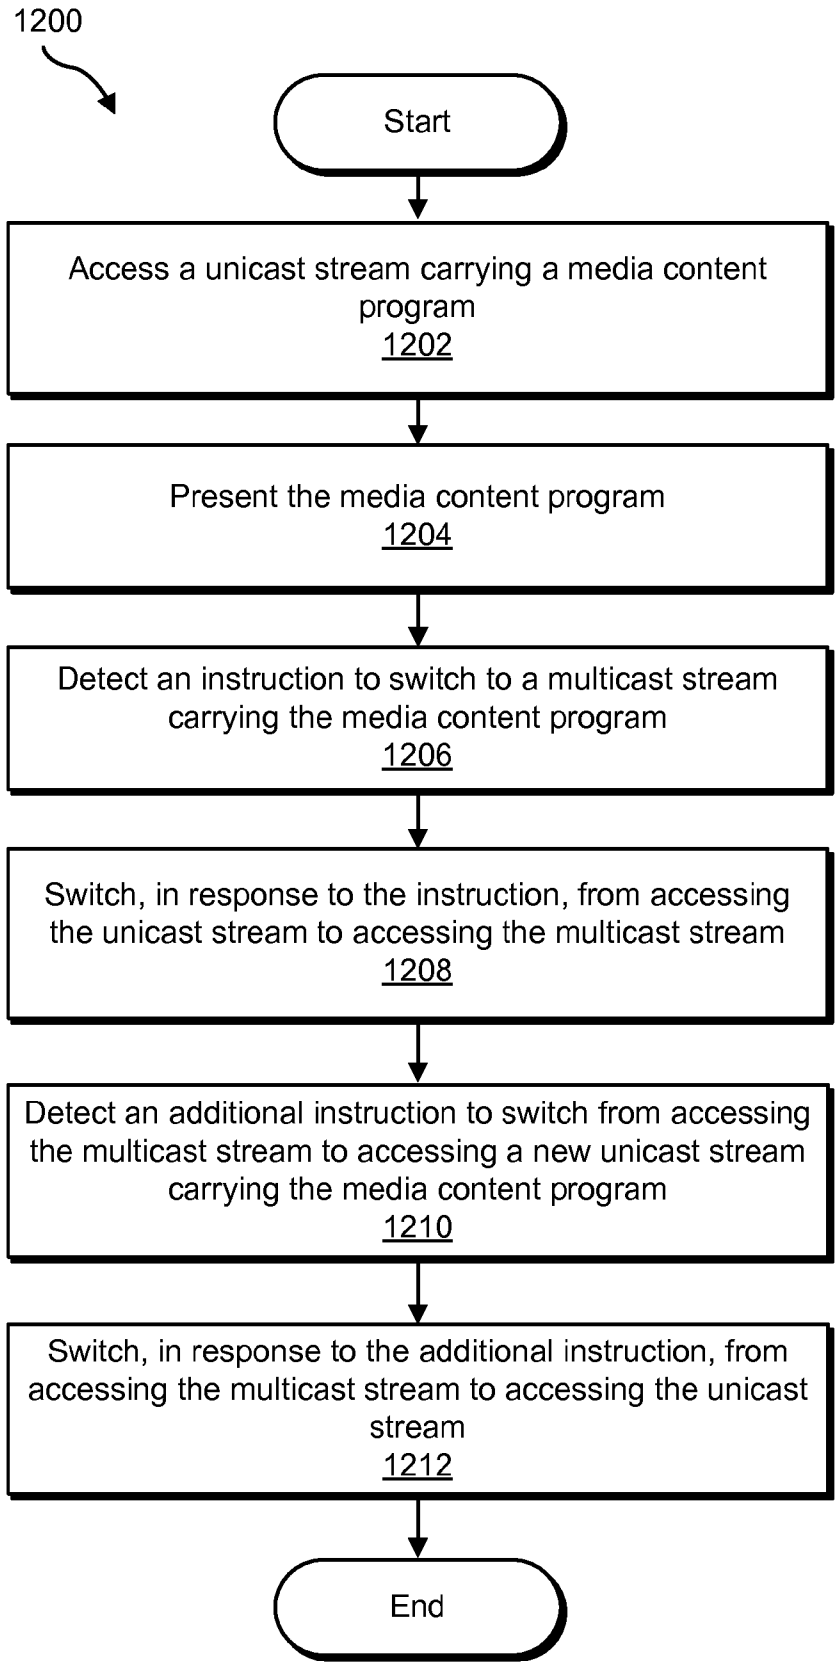 1200
Start
Access a unicast stream carrying a media content
program
1202
Present the media content program
1204
Detect an instruction to switch to a multicast stream
carrying the media content program
1206
Switch, in response to the instruction, from accessing
the unicast stream to accessing the multicast stream
1208
Detect an additional instruction to switch from accessing
the multicast stream to accessing a new unicast stream
carrying the media content program
1210
Switch, in response to the additional instruction, from
accessing the multicast stream to accessing the unicast
stream
1212
End